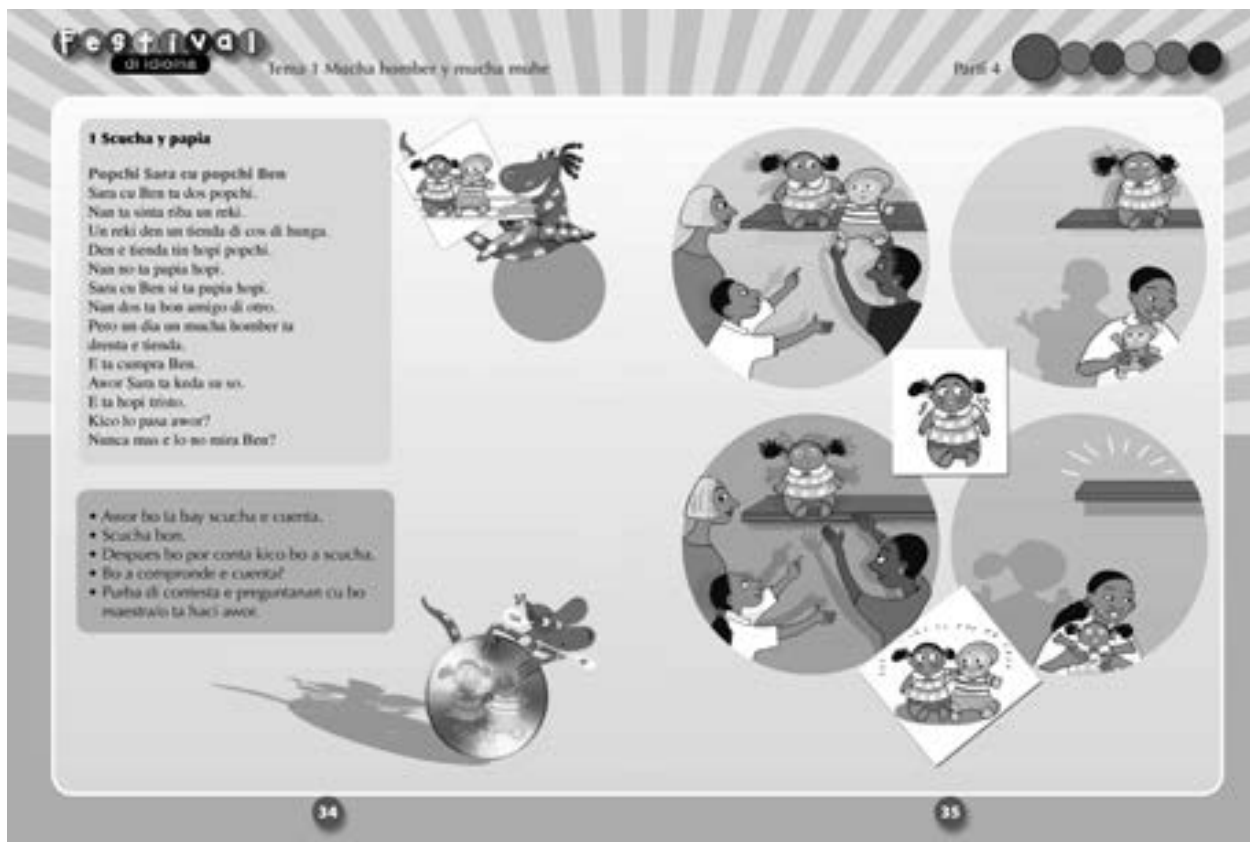 Festival
di idioma
Tema 1 Mucha homber y mucha muhe
Parti 4
1 Scucha y papia
Popchi Sara cu popchi Ben
Sara cu Ben ta dos popchi.
Nan ta sinta riba un reki.
Un reki den un tienda di cos di hunga.
Den e tienda tin hopi popchi.
Nan no ta papia hopi.
Sara cu Ben si ta papia hopi.
Nan dos ta bon amigo di otro.
Pero un dia un mucha homber ta
drenta e tienda.
E ta cumpra Ben.
Awor Sara ta keda su so.
E ta hopi tristo.
Kico lo pasa awor?
Nunca mas e lo no mira Ben?
• Awor bo ta bay scucha e cuenta.
• Scucha bon.
• Despues bo por conta kico bo a scucha.
• Bo a compronde e cuenta?
• Purba di contesta e preguntanan cu bo
maestra/o ta haci awor.
34
35